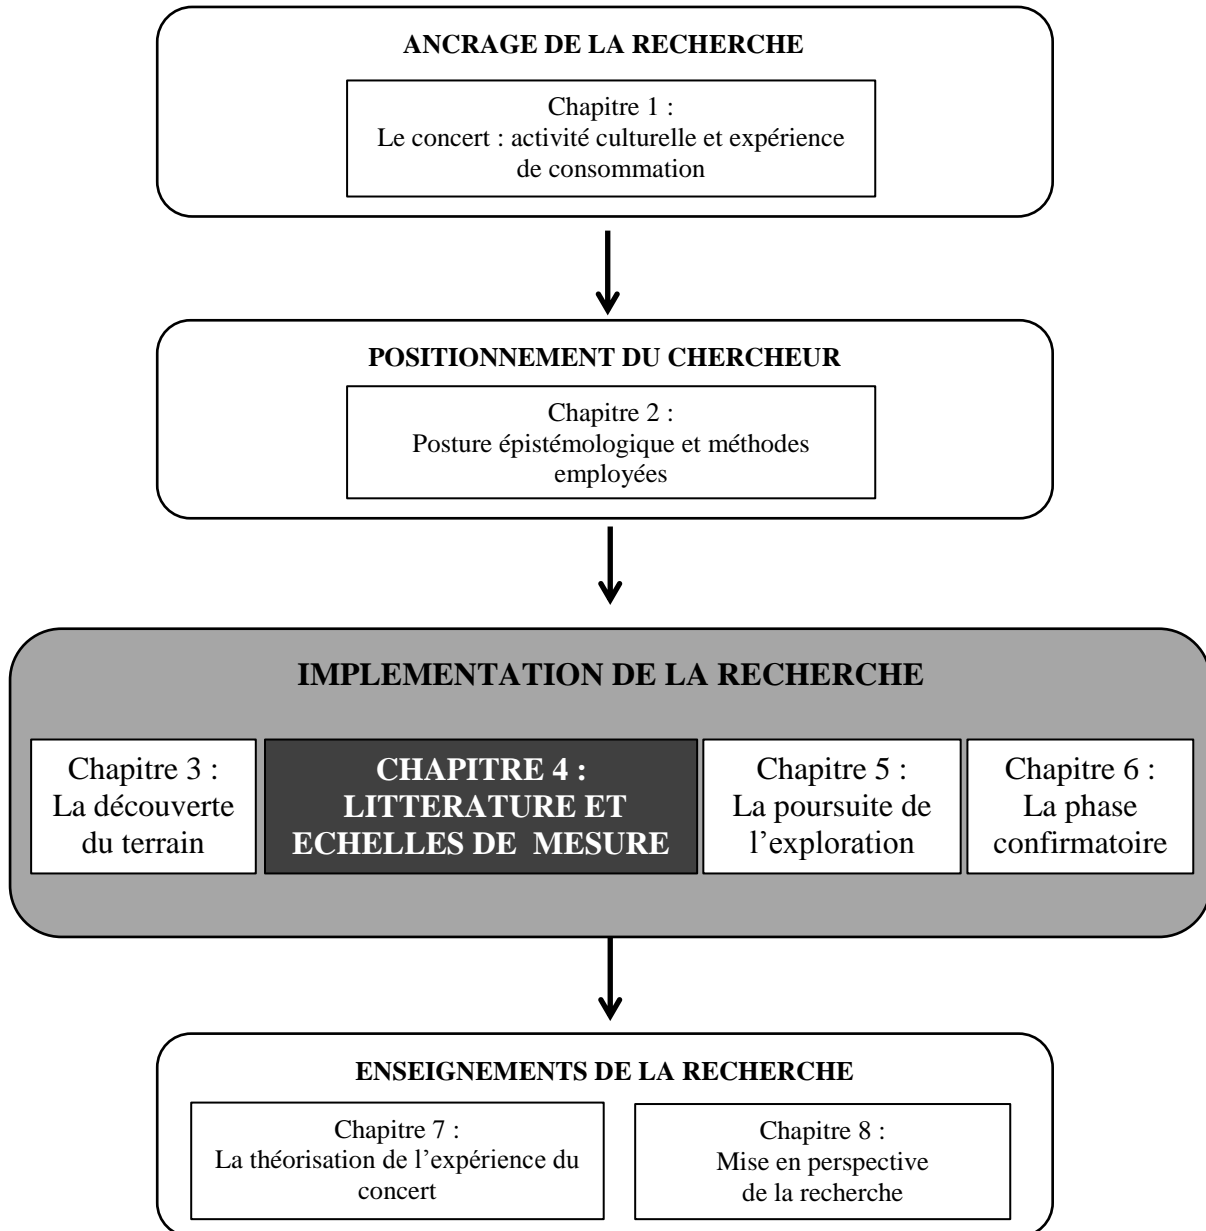 ANCRAGE DE LA RECHERCHE
Chapitre 1 :
Le concert : activité culturelle et expérience
de consommation
POSITIONNEMENT DU CHERCHEUR
Chapitre 2 :
Posture épistémologique et méthodes
employées
IMPLEMENTATION DE LA RECHERCHE
Chapitre 3 :
La découverte
du terrain
CHAPITRE 4 :
LITTERATURE ET
ECHELLES DE MESURE
Chapitre 5 :
La poursuite de
l’exploration
Chapitre 6 :
La phase
confirmatoire
ENSEIGNEMENTS DE LA RECHERCHE
Chapitre 7 :
La théorisation de l’expérience du
concert
Chapitre 8 :
Mise en perspective
de la recherche